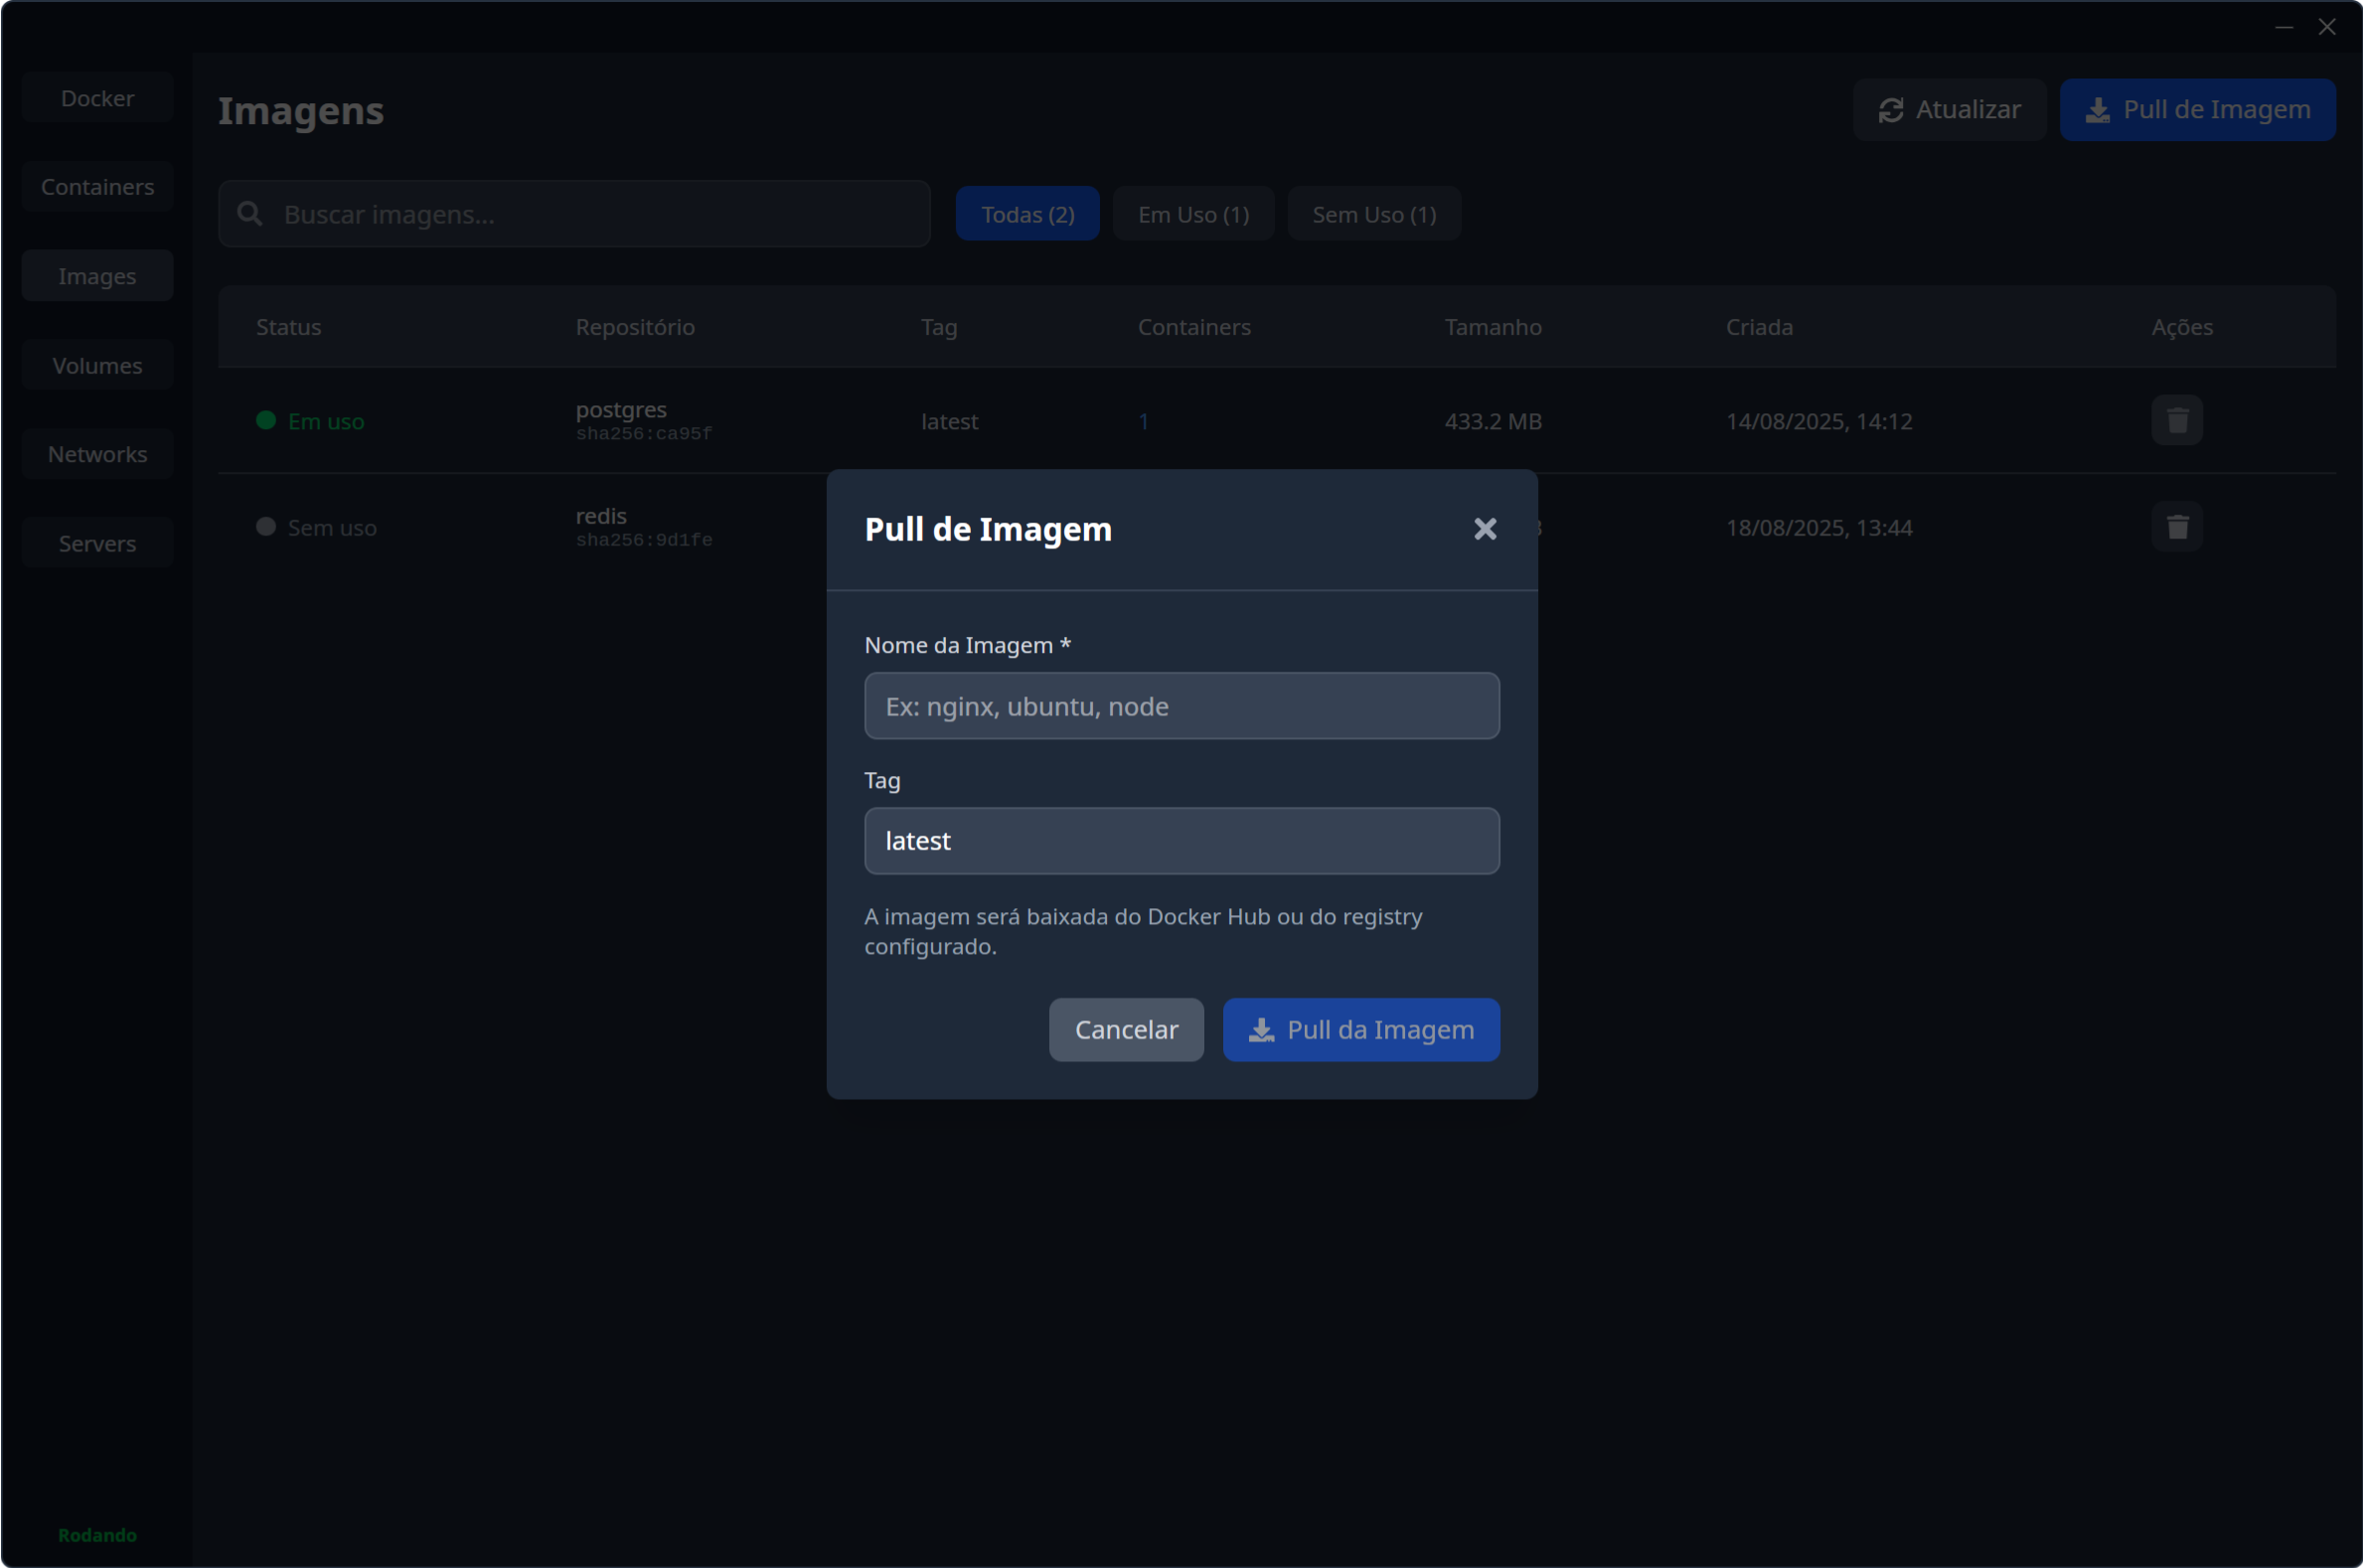 Docker
Containers
Images
Volumes
Networks
Servers
Rodando
Imagens
Atualizar
Pull de Imagem
Buscar imagens...
Todas (2)
Em Uso (1)
Sem Uso (1)
Status Repositório Tag Containers Tamanho Criada Ações
Em uso postgres latest 1 433.2 MB 14/08/2025, 14:12
sha256:ca95f
Sem uso redis 18/08/2025, 13:44
sha256:9d1fe
Pull de Imagem
Nome da Imagem *
Ex: nginx, ubuntu, node
Tag
latest
A imagem será baixada do Docker Hub ou do registry
configurado.
Cancelar
Pull da Imagem